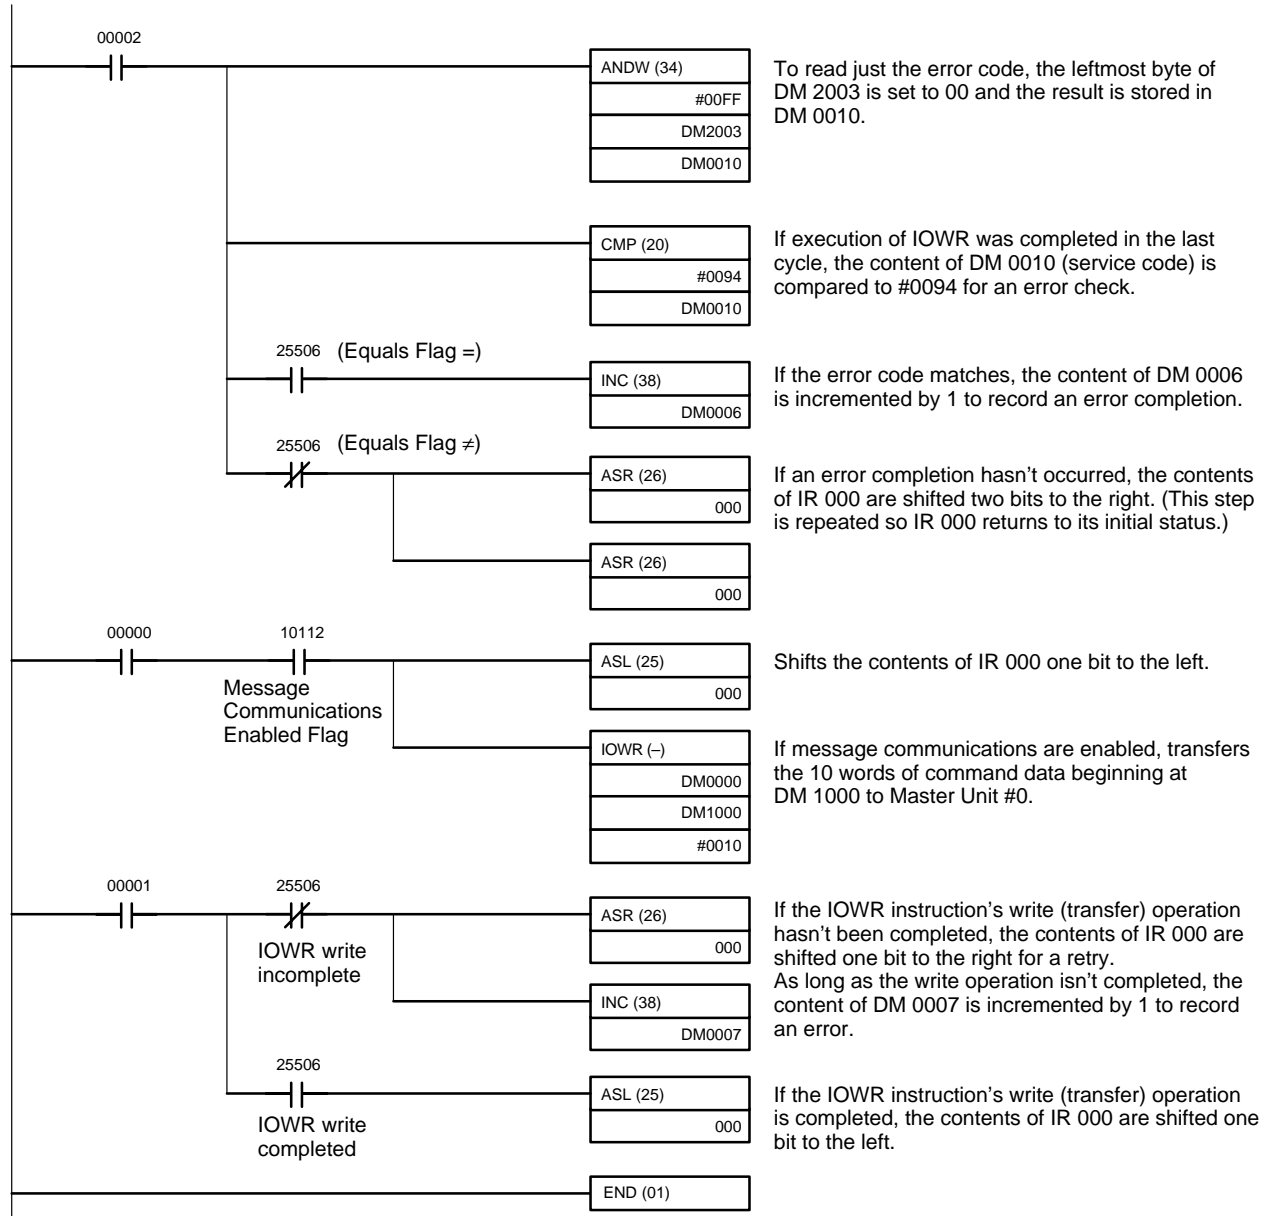 00002
ANDW (34)
#00FF
DM2003
DM0010
To read just the error code, the leftmost byte of
DM 2003 is set to 00 and the result is stored in
DM 0010.
CMP (20)
#0094
DM0010
If execution of IOWR was completed in the last
cycle, the content of DM 0010 (service code) is
compared to #0094 for an error check.
25506 (Equals Flag =)
INC (38)
DM0006
If the error code matches, the content of DM 0006
is incremented by 1 to record an error completion.
25506 (Equals Flag ≠)
ASR (26)
000
If an error completion hasn’t occurred, the contents
of IR 000 are shifted two bits to the right. (This step
is repeated so IR 000 returns to its initial status.)
ASR (26)
000
00000
10112
Message
Communications
Enabled Flag
ASL (25)
000
Shifts the contents of IR 000 one bit to the left.
IOWR (–)
DM0000
DM1000
#0010
If message communications are enabled, transfers
the 10 words of command data beginning at
DM 1000 to Master Unit #0.
00001
25506
IOWR write
incomplete
ASR (26)
000
If the IOWR instruction’s write (transfer) operation
hasn’t been completed, the contents of IR 000 are
shifted one bit to the right for a retry.
As long as the write operation isn’t completed, the
content of DM 0007 is incremented by 1 to record
an error.
INC (38)
DM0007
25506
IOWR write
completed
ASL (25)
000
If the IOWR instruction’s write (transfer) operation
is completed, the contents of IR 000 are shifted one
bit to the left.
END (01)